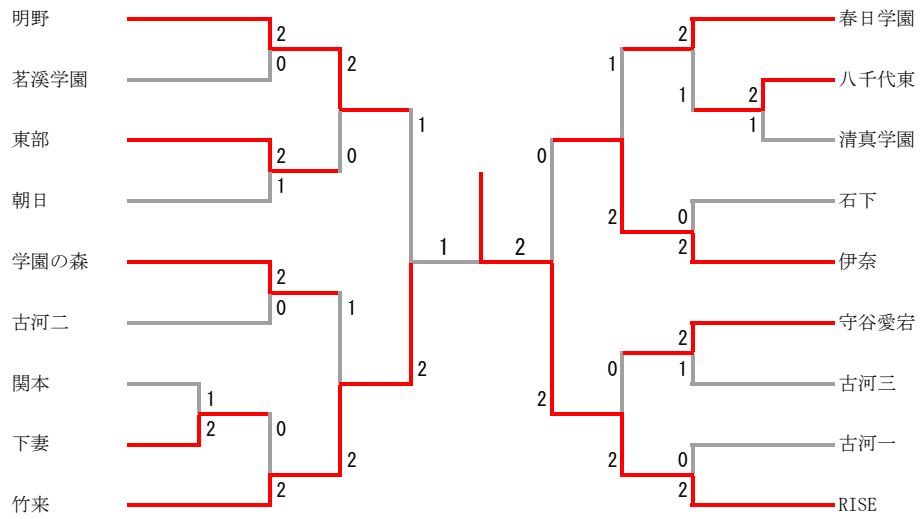 明野
2
0
茗溪学園
2
東部
2
1
朝日
0
1
学園の森
2
0
古河二
1
関本
1
2
下妻
0
竹来
2
2
2
1
2
春日学園
2
1
八千代東
2
1
清真学園
1
0
石下
0
2
伊奈
2
守谷愛宕
2
1
古河三
0
2
古河一
0
2
RISE
2